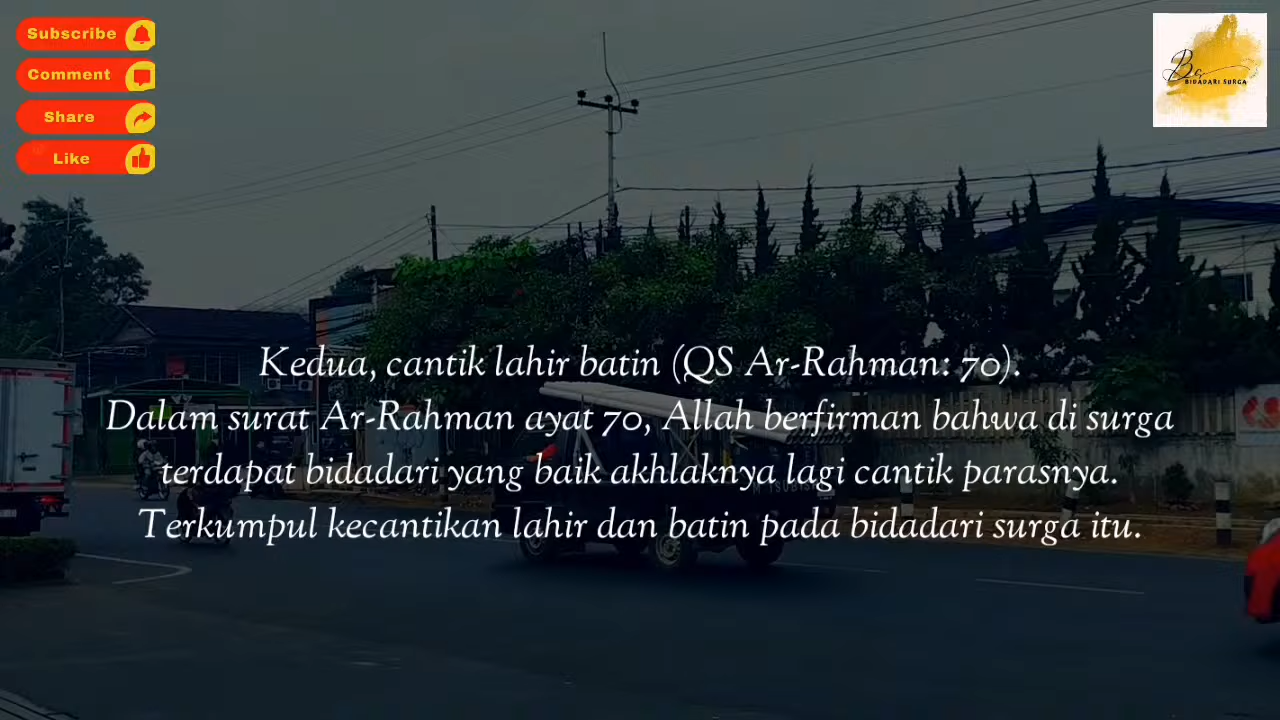 Subscribe
Comment
Share
Like
BIDADARI SURGA
Kedua, cantik lahir batin (QS Ar-Rahman: 70).
Dalam surat Ar-Rahman ayat 70, Allah berfirman bahwa di surga
terdapat bidadari yang baik akhlaknya lagi cantik parasnya.
Terkumpul kecantikan lahir dan batin pada bidadari surga itu.